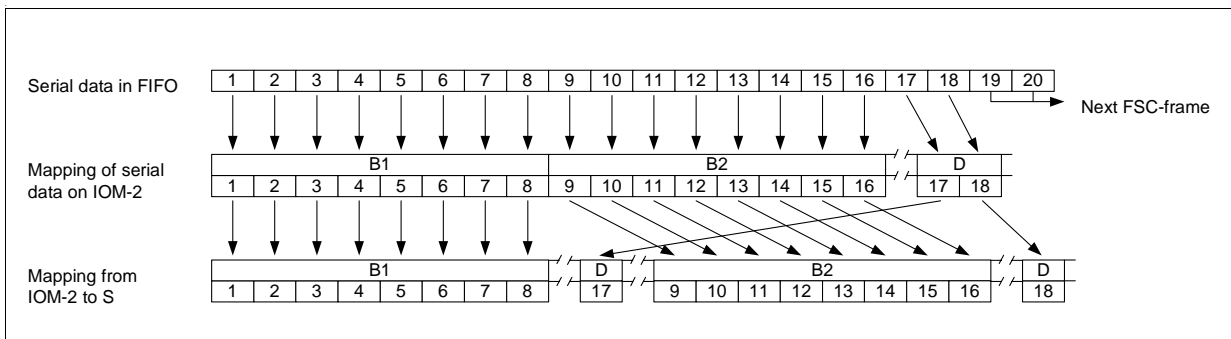 Serial data in FIFO
1 2 3 4 5 6 7 8 9 10 11 12 13 14 15 16 17 18 19 20
Next FSC-frame
Mapping of serial
data on IOM-2
B1 B2 D
1 2 3 4 5 6 7 8 9 10 11 12 13 14 15 16 17 18
Mapping from
IOM-2 to S
B1 D B2 D
1 2 3 4 5 6 7 8 17 9 10 11 12 13 14 15 16 18